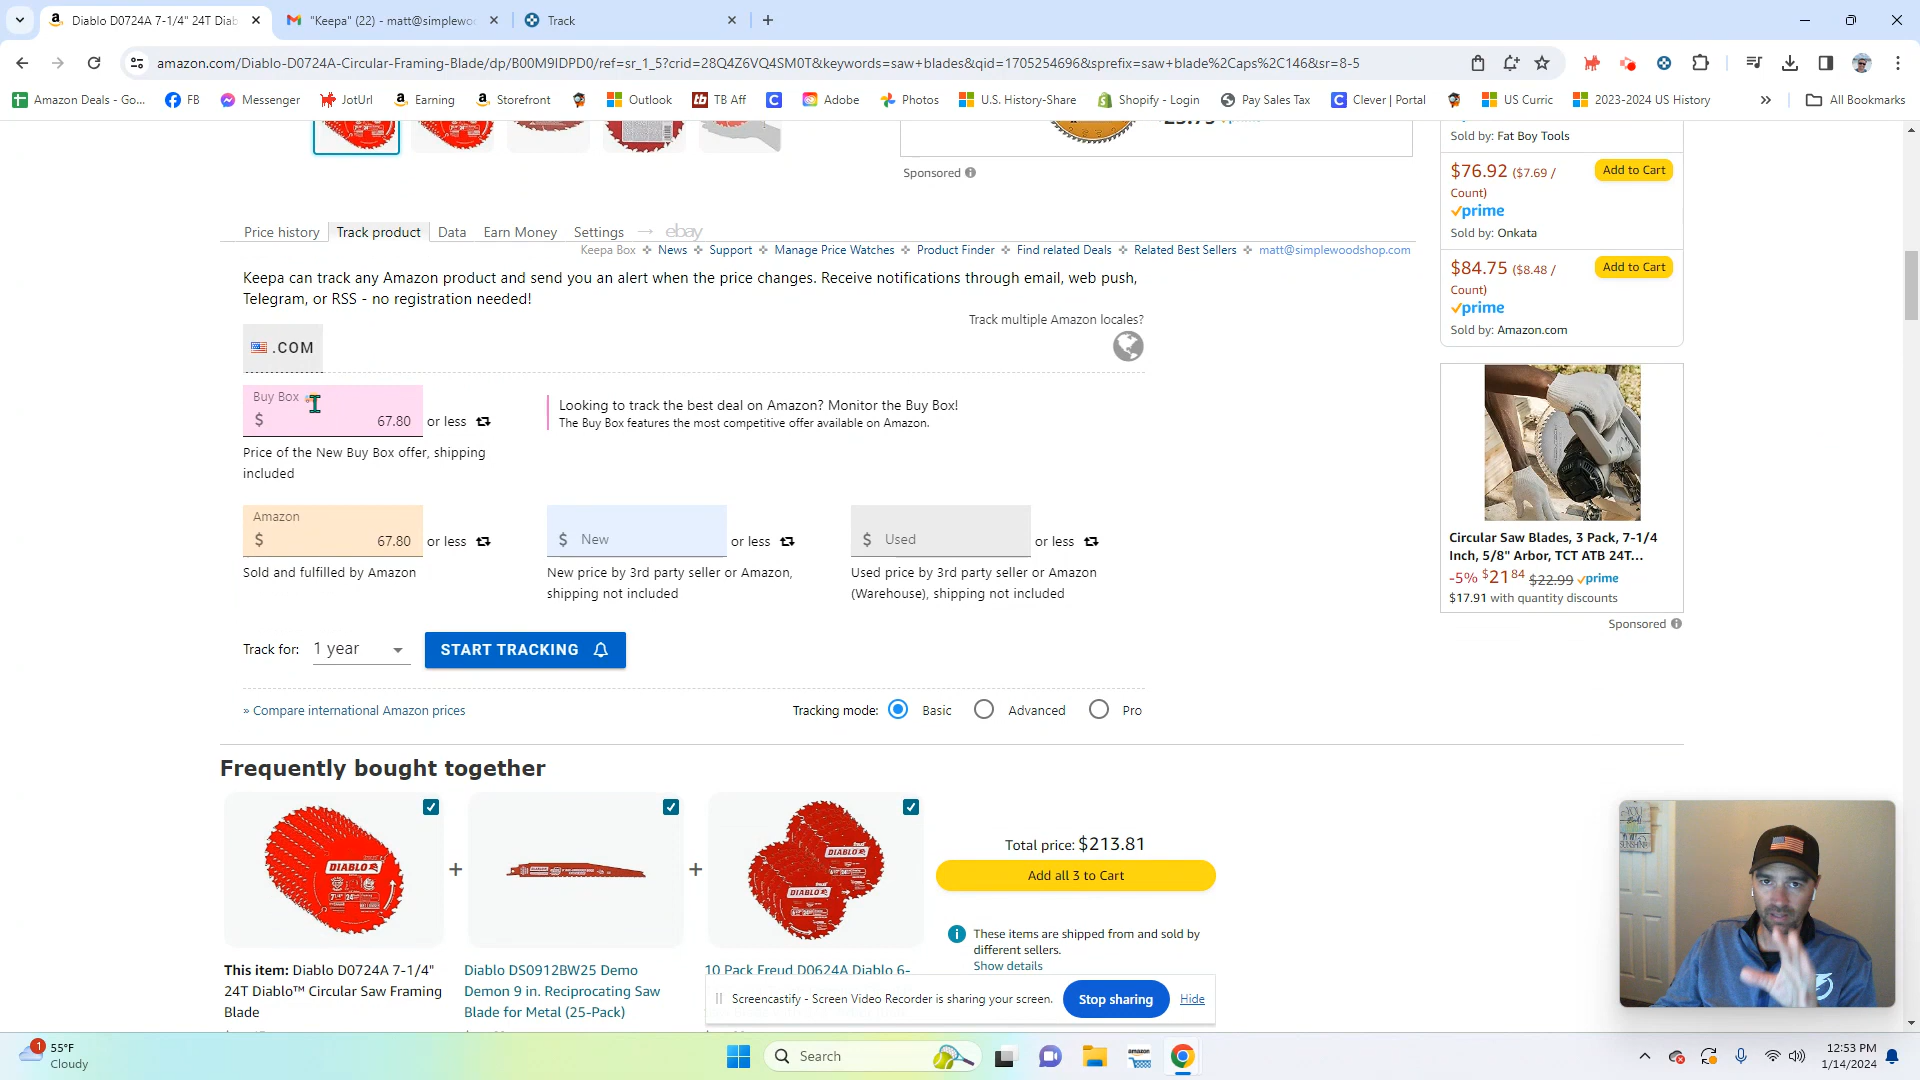 Diablo D0724A 7-1/4" 24T Diab
"Keepa" (22) - matt@simplewo
Track
amazon.com/Diablo-D0724A-Circular-Framing-Blade/dp/B00M9IDPD0/ref=sr_1_5?crid=28Q4Z6VQ4SM0T&keywords=saw+blades&qid=1705254696&sprefix=saw+blade%2Caps%2C146&sr=8-5
Amazon Deals - Go... FB Messenger JotUrl Earning Storefront Outlook TB Aff Adobe Photos U.S. History-Share Shopify - Login Pay Sales Tax Clever | Portal US Curric 2023-2024 US History » All Bookmarks
Sponsored
Sold by: Fat Boy Tools
$76.92 ($7.69 /
Count)
Add to Cart
prime
Sold by: Onkata
$84.75 ($8.48 /
Count)
Add to Cart
prime
Sold by: Amazon.com
Price history Track product Data Earn Money Settings → ebay
Keepa Box News Support Manage Price Watches Product Finder Find related Deals Related Best Sellers matt@simplewoodshop.com
Keepa can track any Amazon product and send you an alert when the price changes. Receive notifications through email, web push,
Telegram, or RSS - no registration needed!
Track multiple Amazon locales?
.COM
Buy Box
$ 67.80 or less
Price of the New Buy Box offer, shipping
included
Looking to track the best deal on Amazon? Monitor the Buy Box!
The Buy Box features the most competitive offer available on Amazon.
Amazon
$ 67.80 or less
Sold and fulfilled by Amazon
$ New or less
New price by 3rd party seller or Amazon,
shipping not included
$ Used or less
Used price by 3rd party seller or Amazon
(Warehouse), shipping not included
Track for: 1 year START TRACKING
» Compare international Amazon prices
Tracking mode: Basic Advanced Pro
Circular Saw Blades, 3 Pack, 7-1/4
Inch, 5/8" Arbor, TCT ATB 24T...
-5% $21 84 $22.99 prime
$17.91 with quantity discounts
Sponsored
Frequently bought together
DIABLO
DIABLO
DIABLO
+
+
This item: Diablo D0724A 7-1/4"
24T Diablo™ Circular Saw Framing
Blade
Diablo DS0912BW25 Demo
Demon 9 in. Reciprocating Saw
Blade for Metal (25-Pack)
10 Pack Freud D0624A Diablo 6-
Total price: $213.81
Add all 3 to Cart
These items are shipped from and sold by
different sellers.
Show details
Screencastify - Screen Video Recorder is sharing your screen.
Stop sharing
Hide
1
55°F
Cloudy
Search
amazon
12:53 PM
1/14/2024